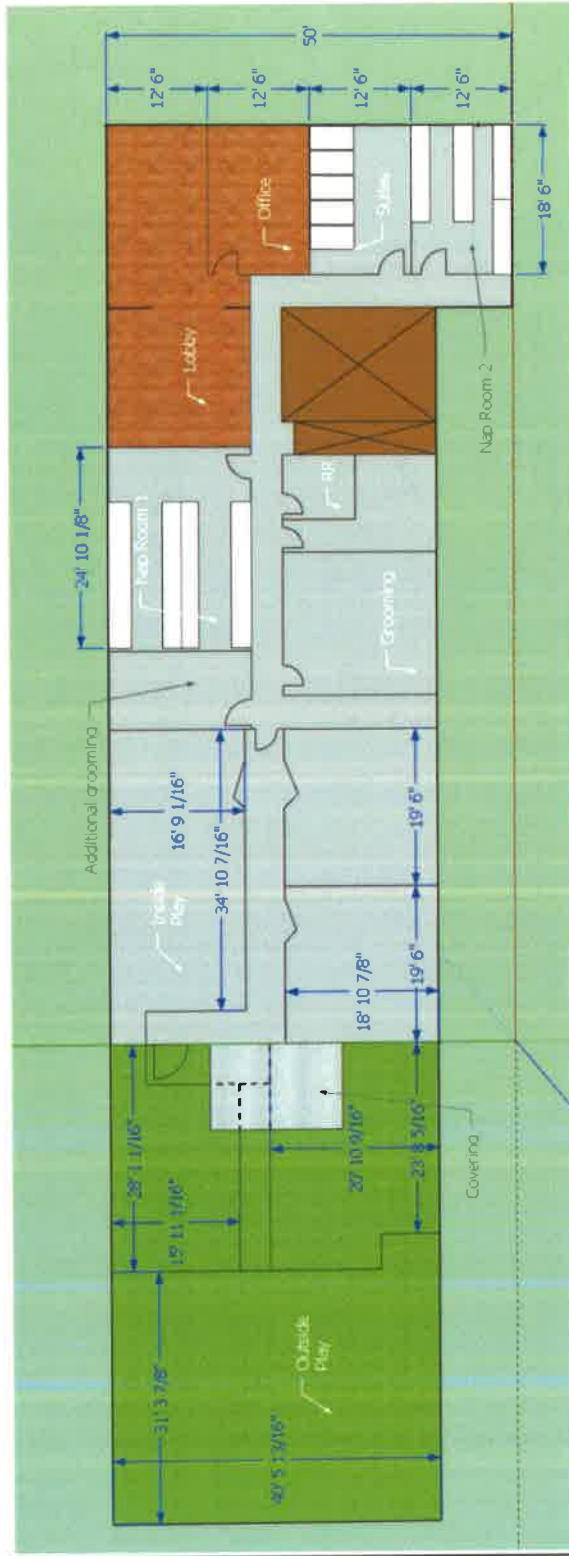 50'
12' 6"
12' 6"
12' 6"
12' 6"
18' 6"
Office
Suites
Nap Room 2
Lobby
24' 10 1/8"
Nap Room 1
RR
Grooming
Additional grooming
16' 9 1/16"
34' 10 7/16"
Inside
Play
19' 6"
19' 6"
18' 10 7/8"
28' 1 1/16"
15' 11 1/16"
20' 10 9/16"
23' 8 5/16"
Covering
31' 3 7/8"
40' 5 13/16"
Outside
Play